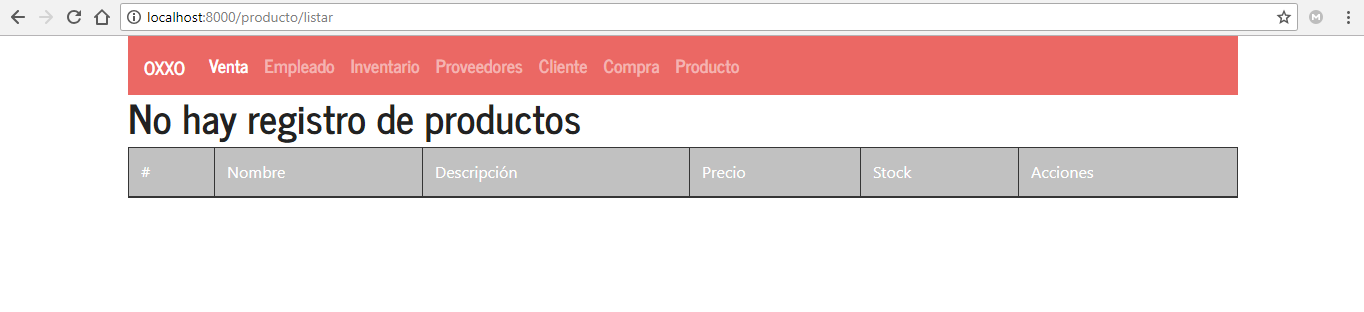 localhost:8000/producto/listar
OXXO Venta Empleado Inventario Proveedores Cliente Compra Producto
No hay registro de productos
# Nombre Descripción Precio Stock Acciones